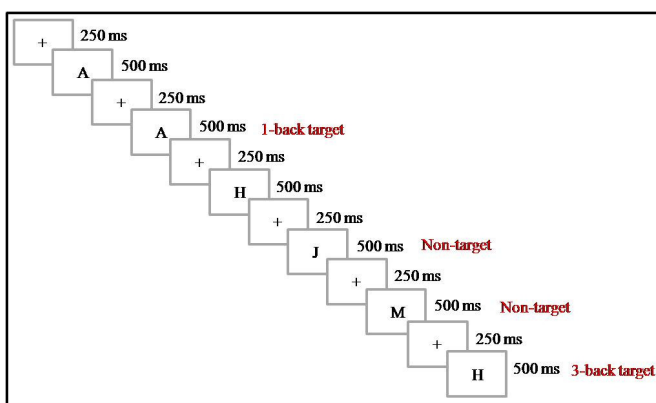 + 250 ms
A 500 ms
+ 250 ms
A 500 ms 1-back target
+ 250 ms
H 500 ms
+ 250 ms
J 500 ms Non-target
+ 250 ms
M 500 ms Non-target
+ 250 ms
H 500 ms 3-back target